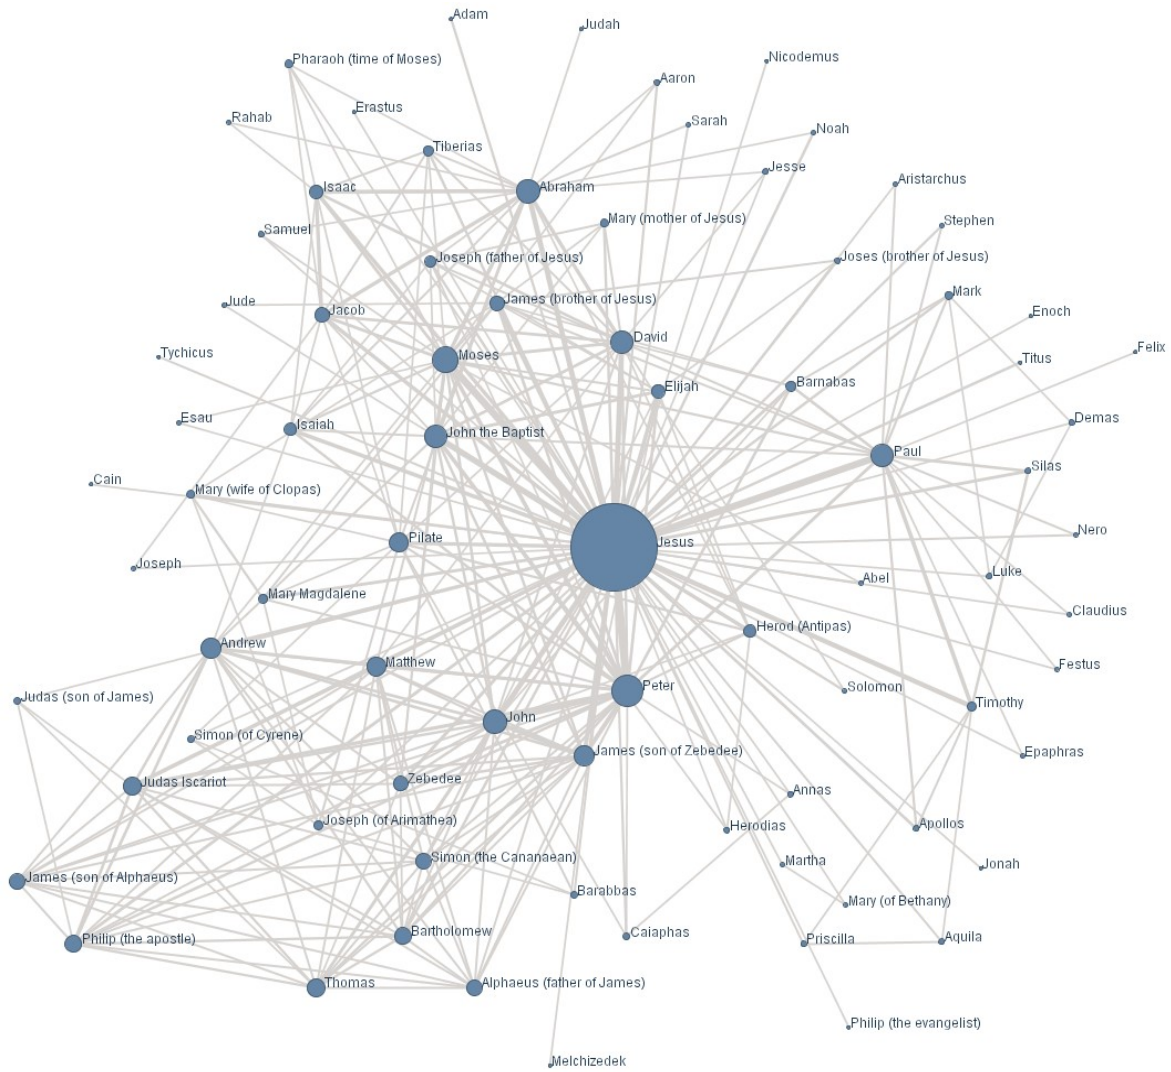 Adam
Judah
Pharaoh (time of Moses)
Nicodemus
Aaron
Erastus
Rahab
Sarah
Noah
Tiberias
Jesse
Isaac
Abraham
Aristarchus
Mary (mother of Jesus)
Stephen
Samuel
Joseph (father of Jesus)
Joses (brother of Jesus)
Mark
James (brother of Jesus)
Jude
Jacob
Enoch
David
Felix
Moses
Tychicus
Titus
Elijah
Barnabas
Esau
Isaiah
John the Baptist
Demas
Paul
Silas
Cain
Mary (wife of Clopas)
Nero
Pilate
Jesus
Joseph
Luke
Abel
Mary Magdalene
Claudius
Herod (Antipas)
Andrew
Matthew
Festus
Peter
Solomon
Judas (son of James)
Timothy
John
Simon (of Cyrene)
James (son of Zebedee)
Epaphras
Judas Iscariot
Zebedee
Annas
Joseph (of Arimathea)
Herodias
Apollos
Simon (the Cananaean)
Martha
Jonah
James (son of Alphaeus)
Barabbas
Mary (of Bethany)
Philip (the apostle)
Bartholomew
Caiaphas
Priscilla
Aquila
Thomas
Alphaeus (father of James)
Philip (the evangelist)
Melchizedek